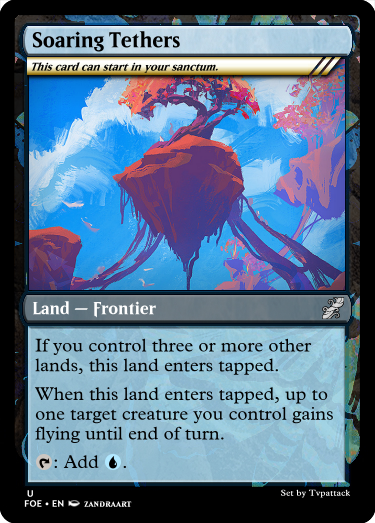 Soaring Tethers
This card can start in your sanctum.
Land — Frontier
If you control three or more other
lands, this land enters tapped.
When this land enters tapped, up to
one target creature you control gains
flying until end of turn.
: Add .
U
FOE • EN ZANDRAART
Set by Tvpattack